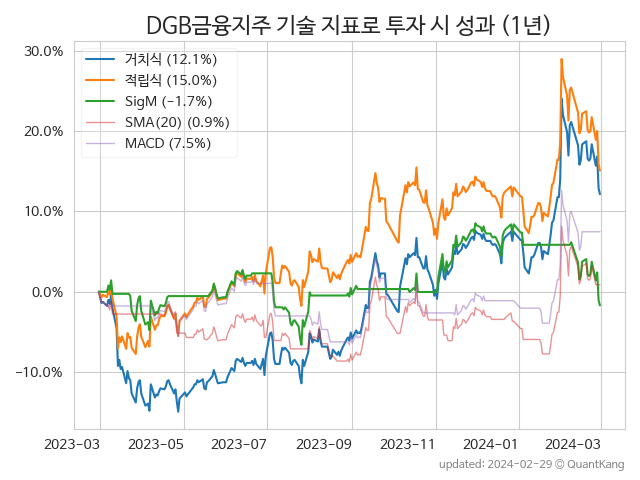 DGB금융지주 기술 지표로 투자 시 성과 (1년)
30.0%
20.0%
10.0%
0.0%
−10.0%
거치식 (12.1%)
적립식 (15.0%)
SigM (−1.7%)
SMA(20) (0.9%)
MACD (7.5%)
2023-03 2023-05 2023-07 2023-09 2023-11 2024-01 2024-03
updated: 2024-02-29 © QuantKang